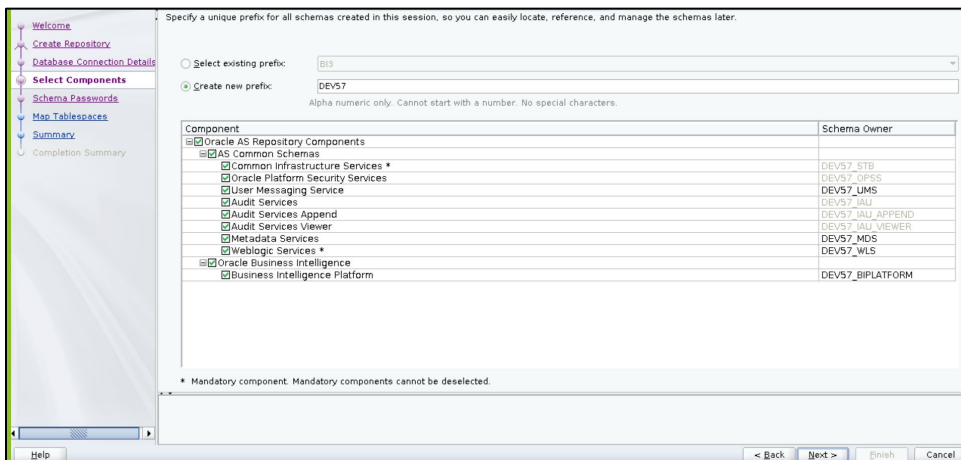 Specify a unique prefix for all schemas created in this session, so you can easily locate, reference, and manage the schemas later.
Welcome
Create Repository
Database Connection Details
Select Components
Schema Passwords
Map Tablespaces
Summary
Completion Summary
Select existing prefix: BI3
Create new prefix: DEV57
Alpha numeric only. Cannot start with a number. No special characters.
Component Schema Owner
Oracle AS Repository Components
AS Common Schemas
Common Infrastructure Services * DEV57_STB
Oracle Platform Security Services DEV57_OPSS
User Messaging Service DEV57_UMS
Audit Services DEV57_IAU
Audit Services Append DEV57_IAU_APPEND
Audit Services Viewer DEV57_IAU_VIEWER
Metadata Services DEV57_MDS
Weblogic Services * DEV57_WLS
Oracle Business Intelligence
Business Intelligence Platform DEV57_BIPLATFORM
* Mandatory component. Mandatory components cannot be deselected.
Help < Back Next > Finish Cancel